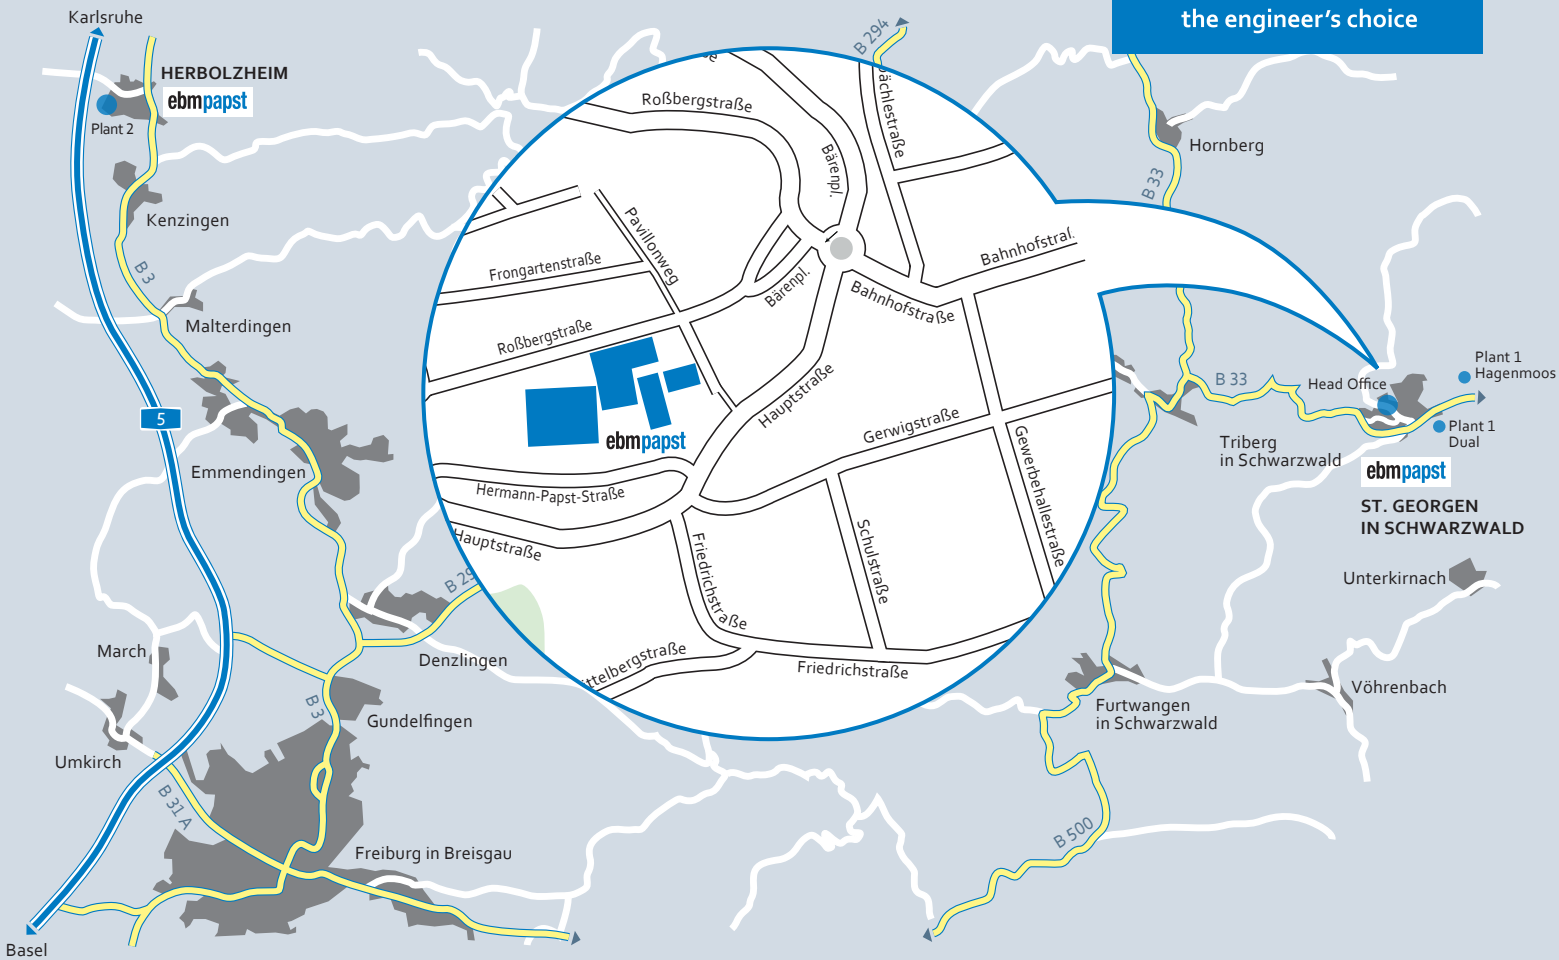 Karlsruhe
the engineer's choice
B 294
HERBOLZHEIM
ebmpapst
Plant 2
Roßbergstraße
Bärenpl.
Hornberg
B 33
Kenzingen
Pavillonweg
B 3
Frongartenstraße
Bärenpl.
Bahnhofstraße
Malterdingen
Roßbergstraße
Plant 1
Hagenmoos
B 33
Head Office
5
Hauptstraße
Gerwigstraße
Plant 1
Dual
Triberg
in Schwarzwald
ebmpapst
Emmendingen
ebmpapst
Gewerbehallestraße
Hermann-Papst-Straße
ST. GEORGEN
IN SCHWARZWALD
Hauptstraße
Friedrichstraße
Schulstraße
Unterkirnach
March
Denzlingen
Friedrichstraße
Vöhrenbach
B 3
Gundelfingen
Furtwangen
in Schwarzwald
Umkirch
B 31 A
B 500
Freiburg in Breisgau
Basel